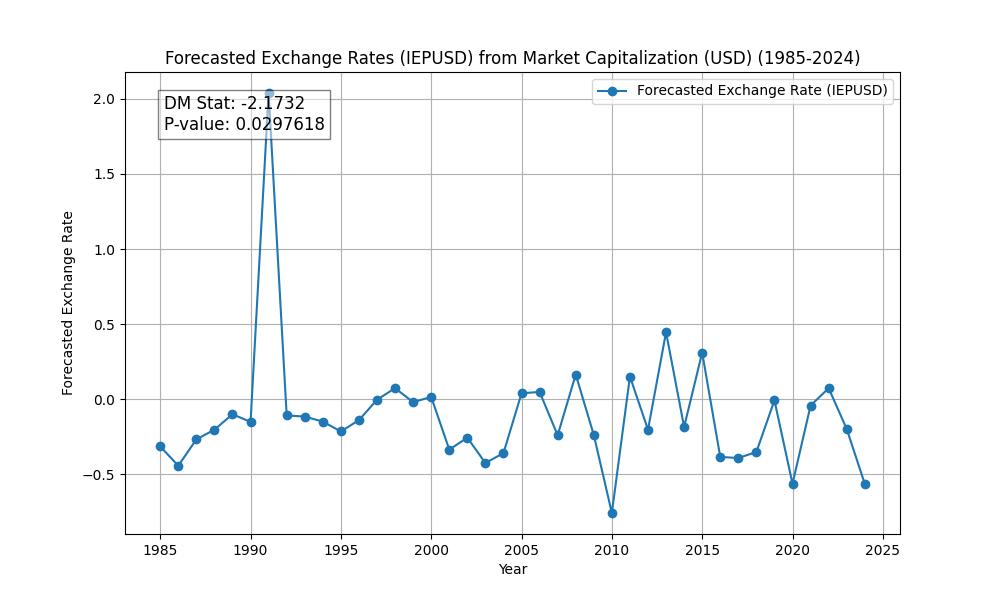 Forecasted Exchange Rates (IEPUSD) from Market Capitalization (USD) (1985-2024)
DM Stat: -2.1732
P-value: 0.0297618
Forecasted Exchange Rate (IEPUSD)
Forecasted Exchange Rate
2.0
1.5
1.0
0.5
0.0
−0.5
1985 1990 1995 2000 2005 2010 2015 2020 2025
Year